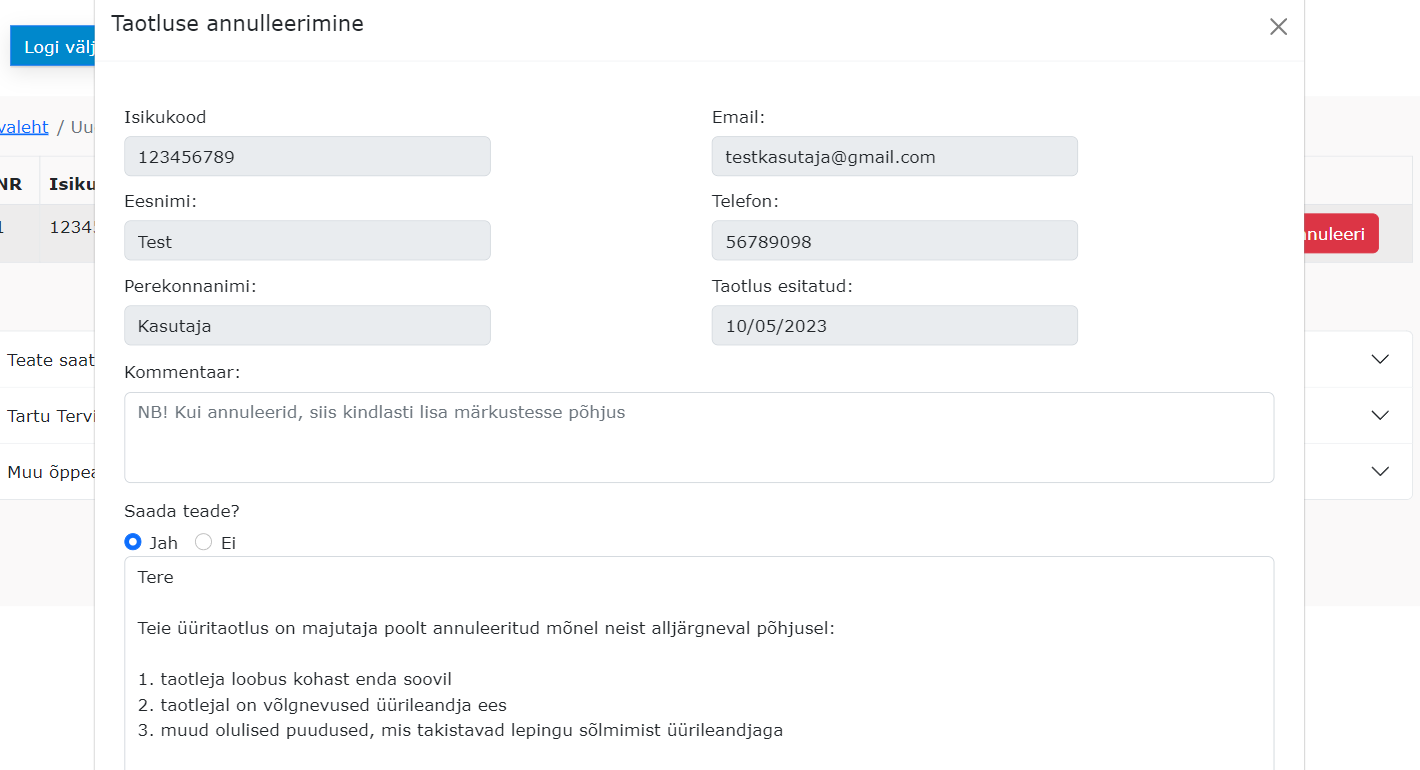 Taotluse annulleerimine
Logi välj
valeht / Uu
NR Isiku
1 1234
nnuleeri
Teate saat
Tartu Tervi
Muu õppea
Isikukood
123456789
Email:
testkasutaja@gmail.com
Eesnimi:
Test
Telefon:
56789098
Perekonnanimi:
Kasutaja
Taotlus esitatud:
10/05/2023
Kommentaar:
NB! Kui annuleerid, siis kindlasti lisa märkustesse põhjus
Saada teade?
Jah Ei
Tere
Teie üüritaotlus on majutaja poolt annuleeritud mõnel neist alljärgneval põhjusel:
1. taotleja loobus kohast enda soovil
2. taotlejal on võlgnevused üürileandja ees
3. muud olulised puudused, mis takistavad lepingu sõlmimist üürileandjaga